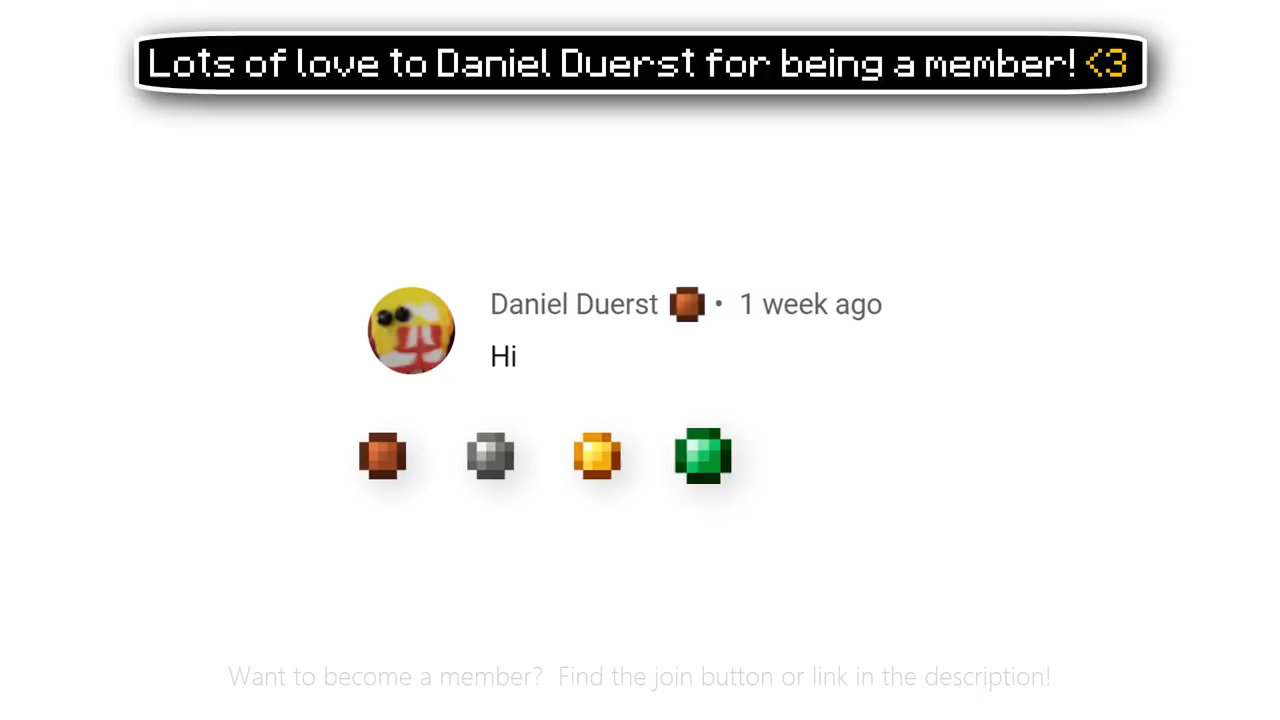 Lots of love to Daniel Duerst for being a member! <3
Daniel Duerst • 1 week ago
Hi
Want to become a member? Find the join button or link in the description!